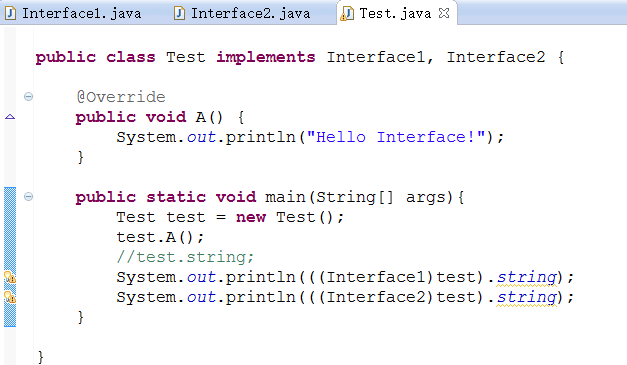 Interface1.java Interface2.java Test.java
public class Test implements Interface1, Interface2 {
@Override
public void A() {
System.out.println("Hello Interface!");
}
public static void main(String[] args){
Test test = new Test();
test.A();
//test.string;
System.out.println(((Interface1)test).string);
System.out.println(((Interface2)test).string);
}
}